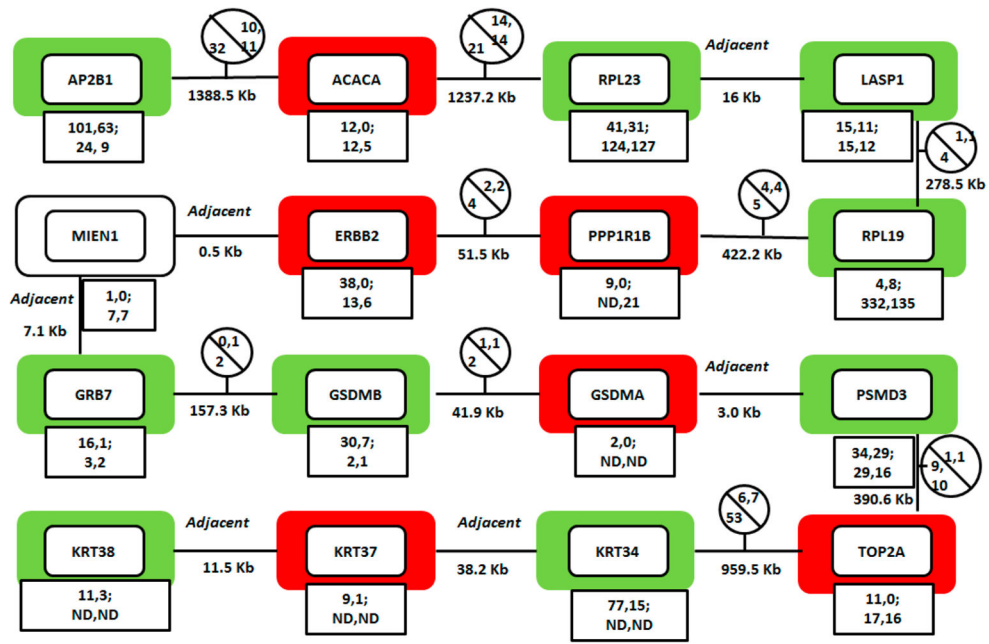 10,
11
32
14,
14
21
Adjacent
AP2B1
ACACA
RPL23
LASP1
1388.5 Kb
1237.2 Kb
16 Kb
101,63;
24, 9
12,0;
12,5
41,31;
124,127
15,11;
15,12
1,1
4
278.5 Kb
Adjacent
2,2
4
4,4
5
MIEN1
ERBB2
PPP1R1B
RPL19
0.5 Kb
51.5 Kb
422.2 Kb
Adjacent
7.1 Kb
1,0;
7,7
38,0;
13,6
9,0;
ND,21
4,8;
332,135
0,1
2
1,1
2
Adjacent
GRB7
GSDMB
GSDMA
PSMD3
157.3 Kb
41.9 Kb
3.0 Kb
16,1;
3,2
30,7;
2,1
2,0;
ND,ND
34,29;
29,16
1,1
9,
10
390.6 Kb
Adjacent
Adjacent
6,7
53
KRT38
KRT37
KRT34
TOP2A
11.5 Kb
38.2 Kb
959.5 Kb
11,3;
ND,ND
9,1;
ND,ND
77,15;
ND,ND
11,0;
17,16